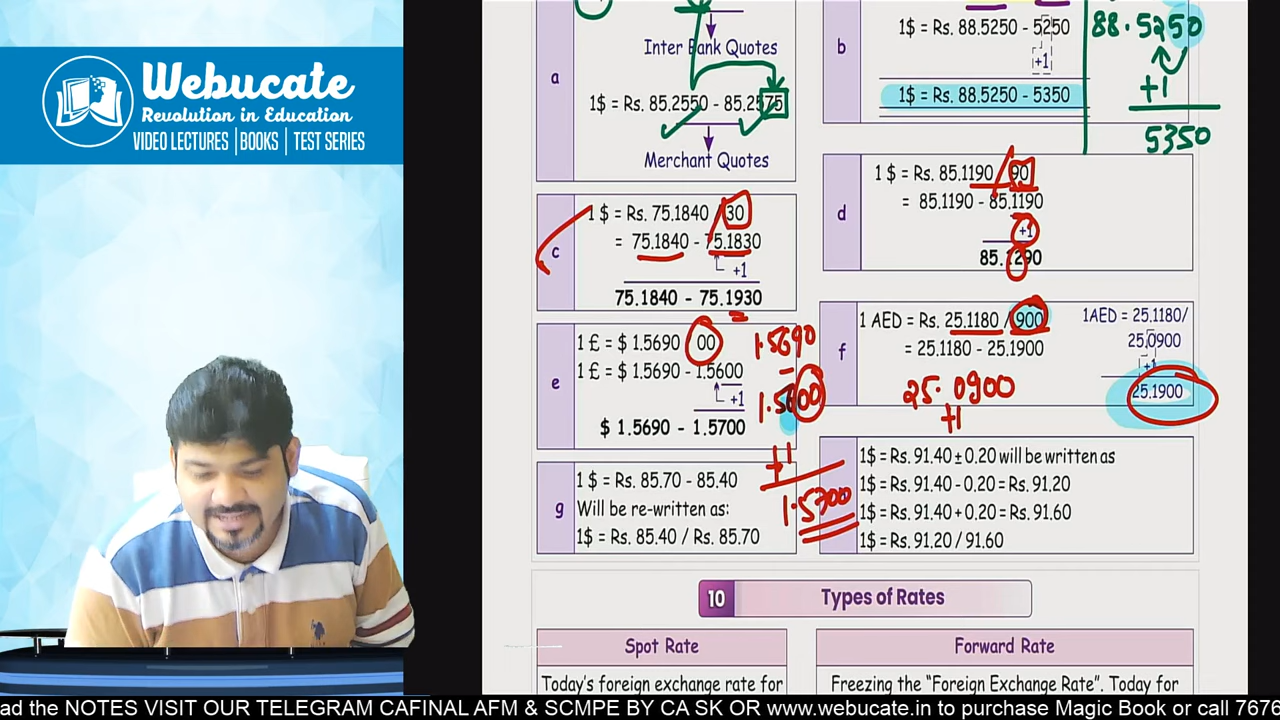 Webucate
Revolution in Education
VIDEO LECTURES | BOOKS | TEST SERIES
a
Inter Bank Quotes
1$ = Rs. 85.2550 - 85.2575
Merchant Quotes
b
1$ = Rs. 88.5250 - 5250
+1
1$ = Rs. 88.5250 - 5350
88.5250
+1
5350
c
1 $ = Rs. 75.1840 / 30
= 75.1840 - 75.1830
+1
75.1840 - 75.1930
d
1 $ = Rs. 85.1190 / 90
= 85.1190 - 85.1190
+1
85.1290
e
1 £ = $ 1.5690 00
1 £ = $ 1.5690 - 1.5600
+1
$ 1.5690 - 1.5700
1.5690
-
1.5600
+1
1.5700
f
1 AED = Rs. 25.1180 / 900
= 25.1180 - 25.1900
25.0900
+1
1AED = 25.1180/
25.0900
+1
25.1900
g
1 $ = Rs. 85.70 - 85.40
Will be re-written as:
1$ = Rs. 85.40 / Rs. 85.70
1$ = Rs. 91.40 ± 0.20 will be written as
1$ = Rs. 91.40 - 0.20 = Rs. 91.20
1$ = Rs. 91.40 + 0.20 = Rs. 91.60
1$ = Rs. 91.20 / 91.60
10 Types of Rates
Spot Rate
Today's foreign exchange rate for
Forward Rate
Freezing the “Foreign Exchange Rate”. Today for
ad the NOTES VISIT OUR TELEGRAM CAFINAL AFM & SCMPE BY CA SK OR www.webucate.in to purchase Magic Book or call 7676